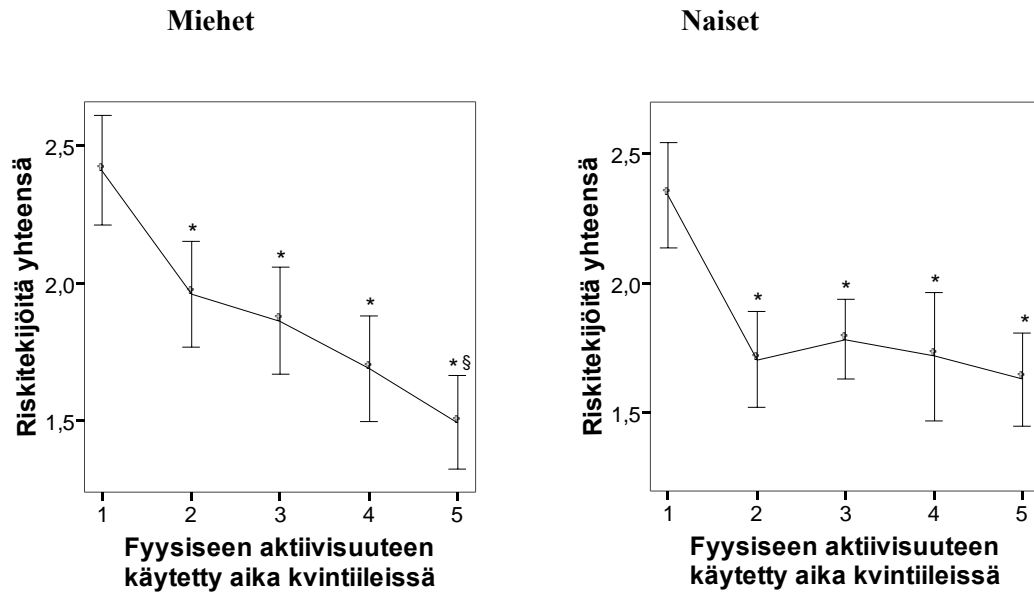 Miehet
Riskitekijöitä yhteensä
2,5
2,0
1,5
*
*
*
* §
1 2 3 4 5
Fyysiseen aktiivisuuteen
käytetty aika kvintiileissä
Naiset
Riskitekijöitä yhteensä
2,5
2,0
1,5
*
*
*
*
1 2 3 4 5
Fyysiseen aktiivisuuteen
käytetty aika kvintiileissä